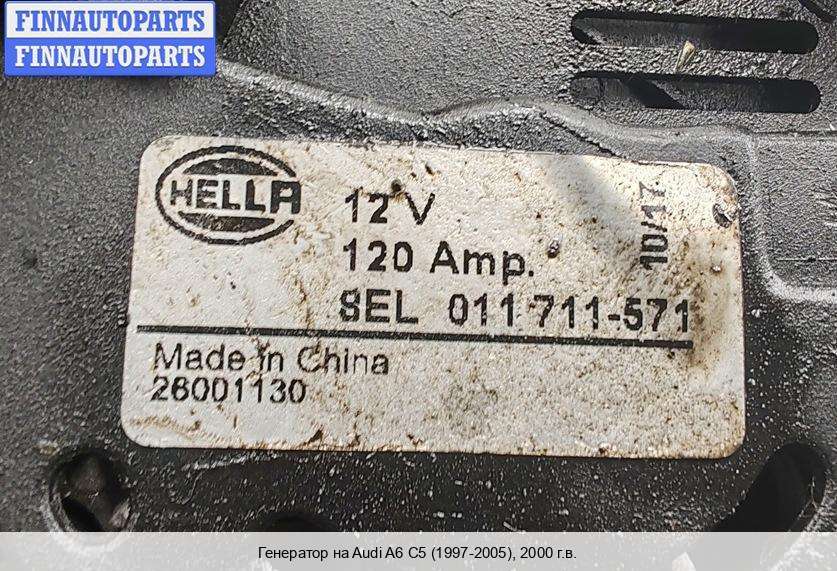 FINNAUTOPARTS
FINNAUTOPARTS
HELLA
12 V
120 Amp.
10/17
8EL 011 711-571
Made in China
26001130
Генератор на Audi A6 C5 (1997-2005), 2000 г.в.